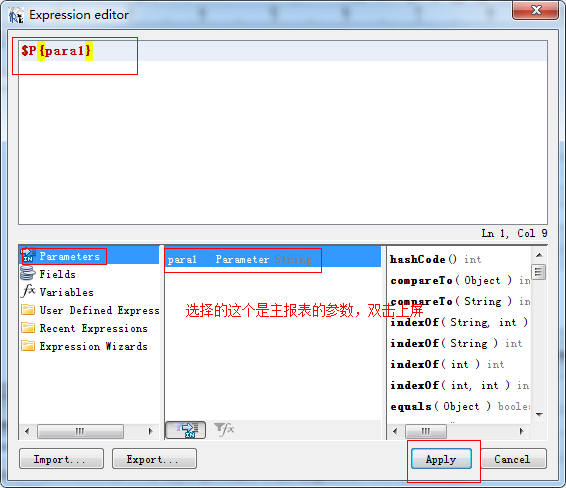 Expression editor
$P{para1}
Ln 1, Col 9
Parameters
Fields
Variables
User Defined Express
Recent Expressions
Expression Wizards
para1 Parameter String
选择的这个是主报表的参数，双击上屏
hashCode() int
compareTo( Object ) in
compareTo( String ) in
indexOf( String, int )
indexOf( String ) int
indexOf( int ) int
indexOf( int, int ) in
equals( Object ) boolea
Import...
Export...
Apply
Cancel